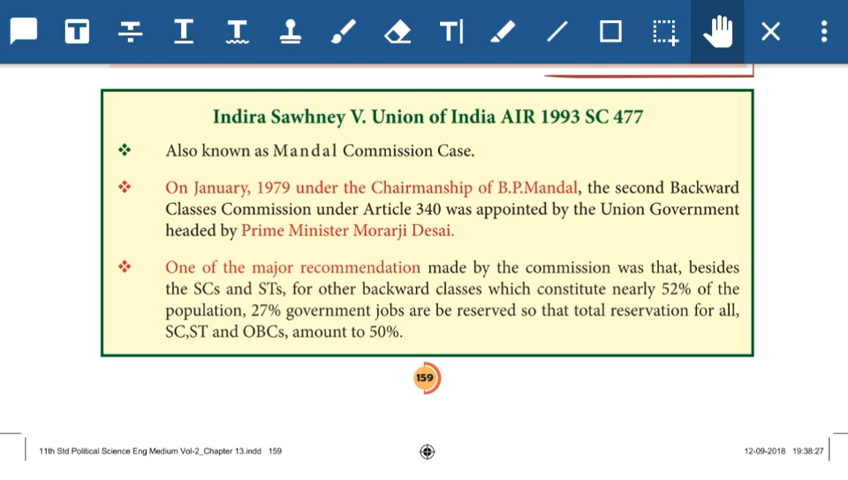 T T T T T|
Indira Sawhney V. Union of India AIR 1993 SC 477
Also known as Mandal Commission Case.
On January, 1979 under the Chairmanship of B.P.Mandal, the second Backward
Classes Commission under Article 340 was appointed by the Union Government
headed by Prime Minister Morarji Desai.
One of the major recommendation made by the commission was that, besides
the SCs and STs, for other backward classes which constitute nearly 52% of the
population, 27% government jobs are be reserved so that total reservation for all,
SC,ST and OBCs, amount to 50%.
159
11th Std Political Science Eng Medium Vol-2_Chapter 13.indd 159 12-09-2018 19:38:27